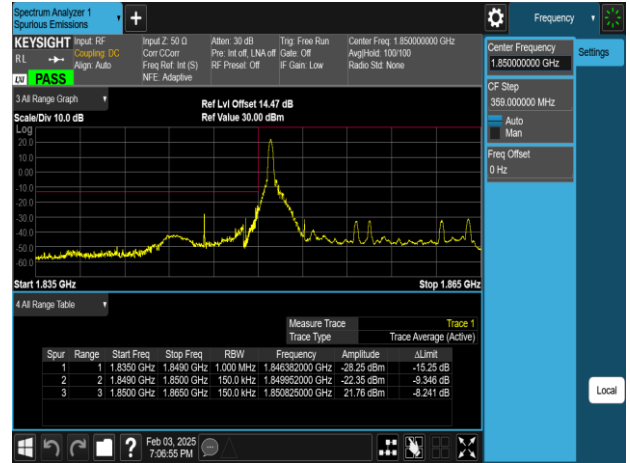 Spectrum Analyzer 1
Spurious Emissions
Frequency
KEYSIGHT
Input: RF
Coupling: DC
Align: Auto
Input Z: 50 Ω
Corr CCorr
Freq Ref: Int (S)
NFE: Adaptive
Atten: 30 dB
Pre: Int off, LNA off
RF Preset: Off
Trig: Free Run
Gate: Off
IF Gain: Low
Center Freq: 1.850000000 GHz
Avg|Hold: 100/100
Radio Std: None
RL
LXI
PASS
Center Frequency
1.850000000 GHz
Settings
CF Step
359.000000 MHz
Auto
Man
Freq Offset
0 Hz
3 All Range Graph
Ref Lvl Offset 14.47 dB
Scale/Div 10.0 dB
Ref Value 30.00 dBm
Log
20.0
10.0
0.00
-10.0
-20.0
-30.0
-40.0
-50.0
-60.0
Start 1.835 GHz
Stop 1.865 GHz
4 All Range Table
Measure Trace Trace 1
Trace Type Trace Average (Active)
Spur Range Start Freq Stop Freq RBW Frequency Amplitude ΔLimit
1 1 1.8350 GHz 1.8490 GHz 1.000 MHz 1.846382000 GHz -28.25 dBm -15.25 dB
2 2 1.8490 GHz 1.8500 GHz 150.0 kHz 1.849952000 GHz -22.35 dBm -9.346 dB
3 3 1.8500 GHz 1.8650 GHz 150.0 kHz 1.850825000 GHz 21.76 dBm -8.241 dB
Local
?
Feb 03, 2025
7:06:55 PM